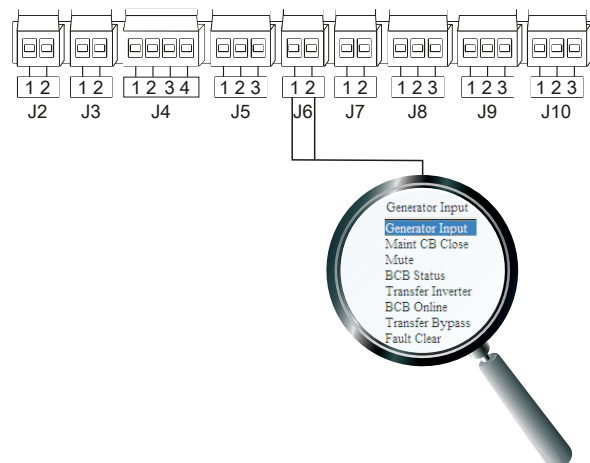 1 2 1 2 1 2 3 4 1 2 3 1 2 1 2 1 2 3 1 2 3 1 2 3
J2 J3 J4 J5 J6 J7 J8 J9 J10
Generator Input
Generator Input
Maint CB Close
Mute
BCB Status
Transfer Inverter
BCB Online
Transfer Bypass
Fault Clear